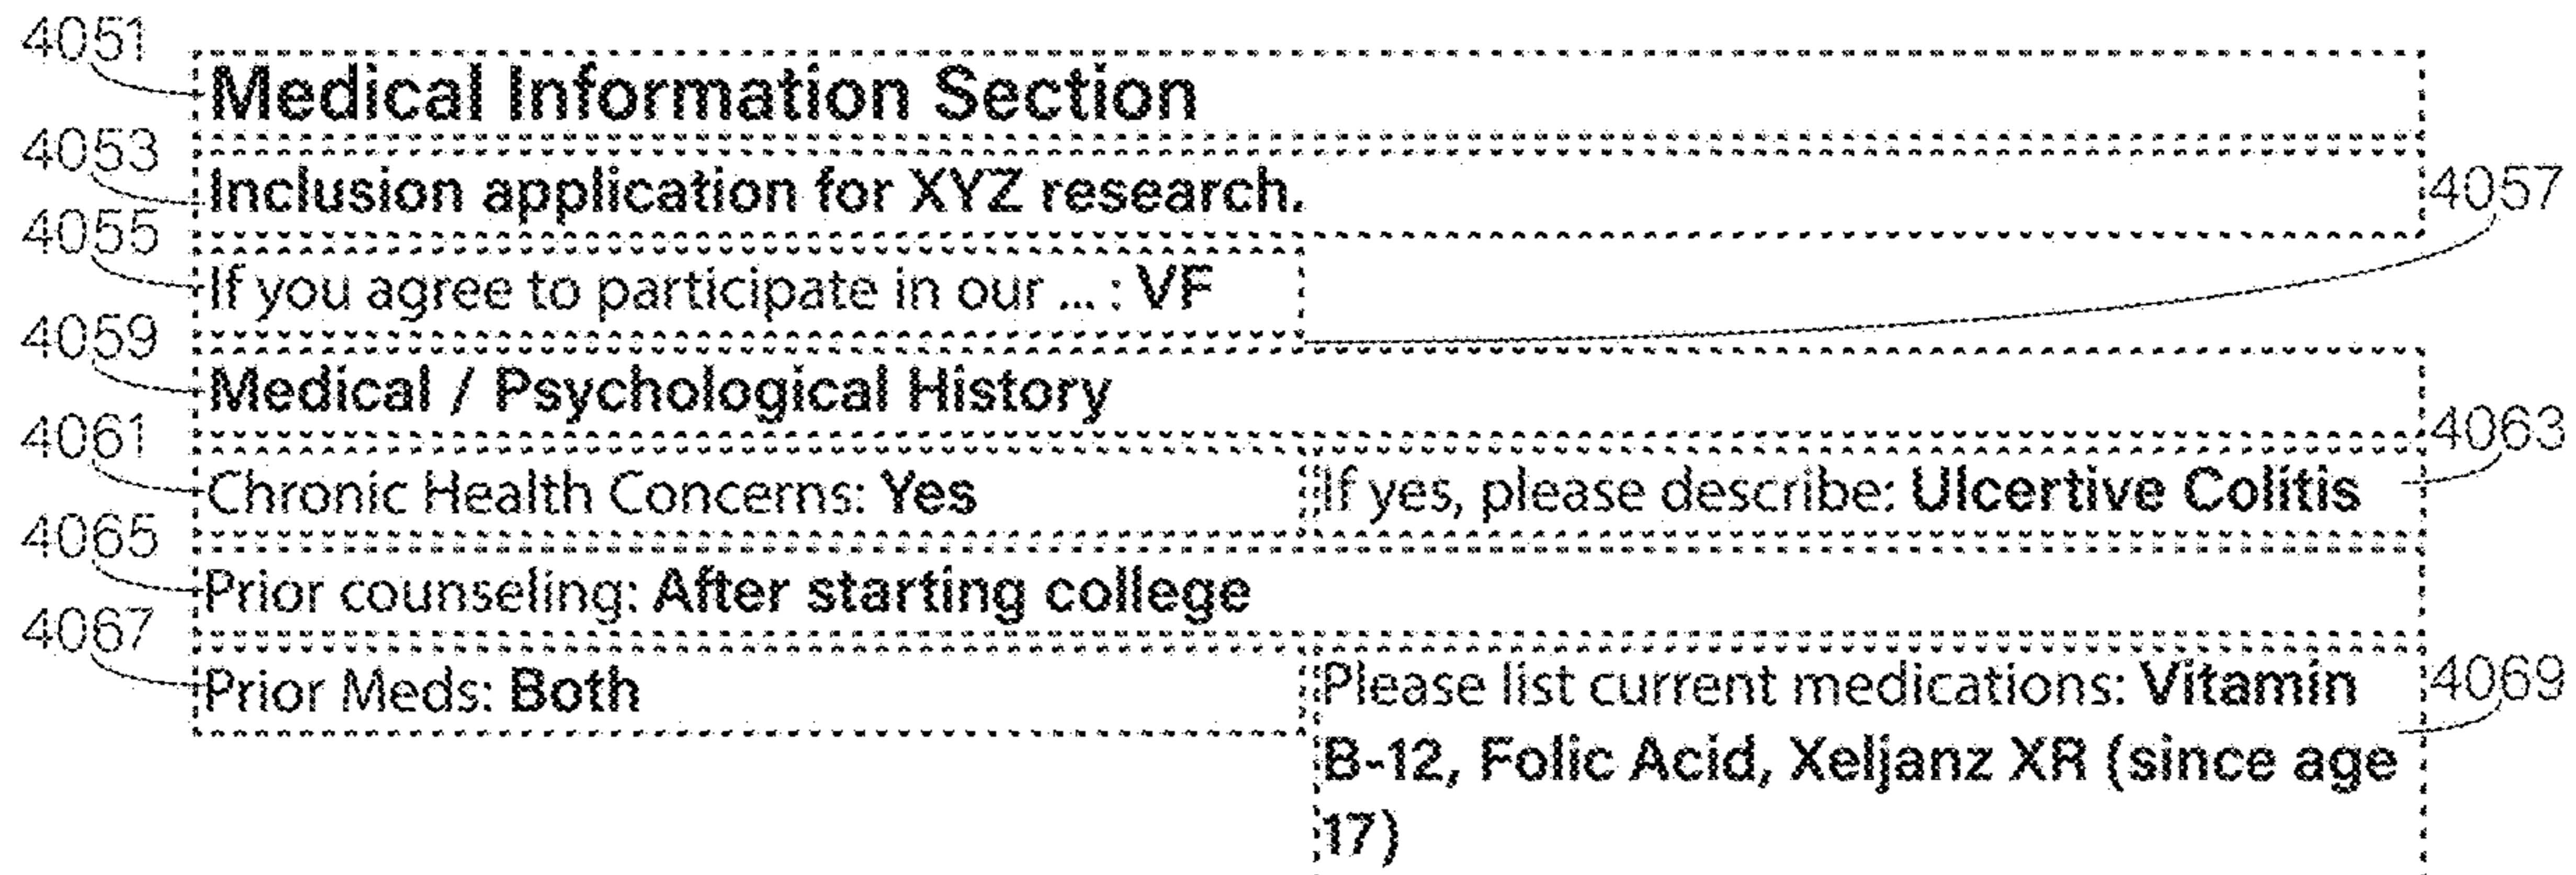 4051
Medical Information Section
4053
Inclusion application for XYZ research.
4057
4055
If you agree to participate in our ... : VF
4059
Medical / Psychological History
4061
Chronic Health Concerns: Yes
If yes, please describe: Ulcertive Colitis
4063
4065
Prior counseling: After starting college
4067
Prior Meds: Both
Please list current medications: Vitamin
4069
B-12, Folic Acid, Xeljanz XR (since age
17)